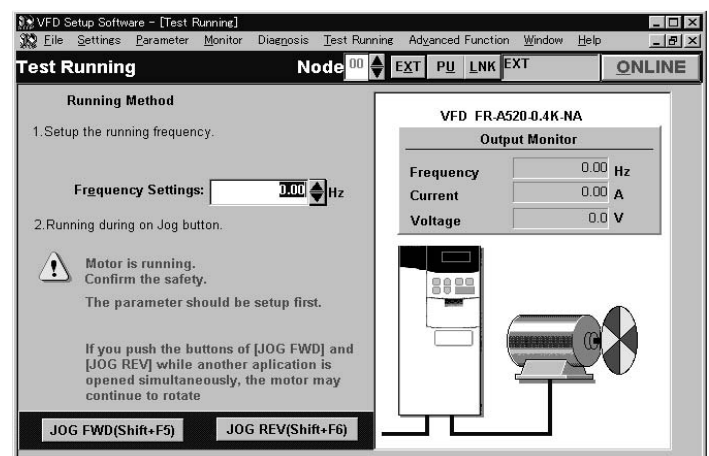 VFD Setup Software - [Test Running]
File Settings Parameter Monitor Diagnosis Test Running Advanced Function Window Help
Test Running Node 00 EXT PU LNK EXT ONLINE
Running Method
1.Setup the running frequency.
Frequency Settings: 0.00 Hz
2.Running during on Jog button.
Motor is running.
Confirm the safety.
The parameter should be setup first.
If you push the buttons of [JOG FWD] and
[JOG REV] while another aplication is
opened simultaneously, the motor may
continue to rotate
JOG FWD(Shift+F5) JOG REV(Shift+F6)
VFD FR-A520-0.4K-NA
Output Monitor
Frequency 0.00 Hz
Current 0.00 A
Voltage 0.0 V